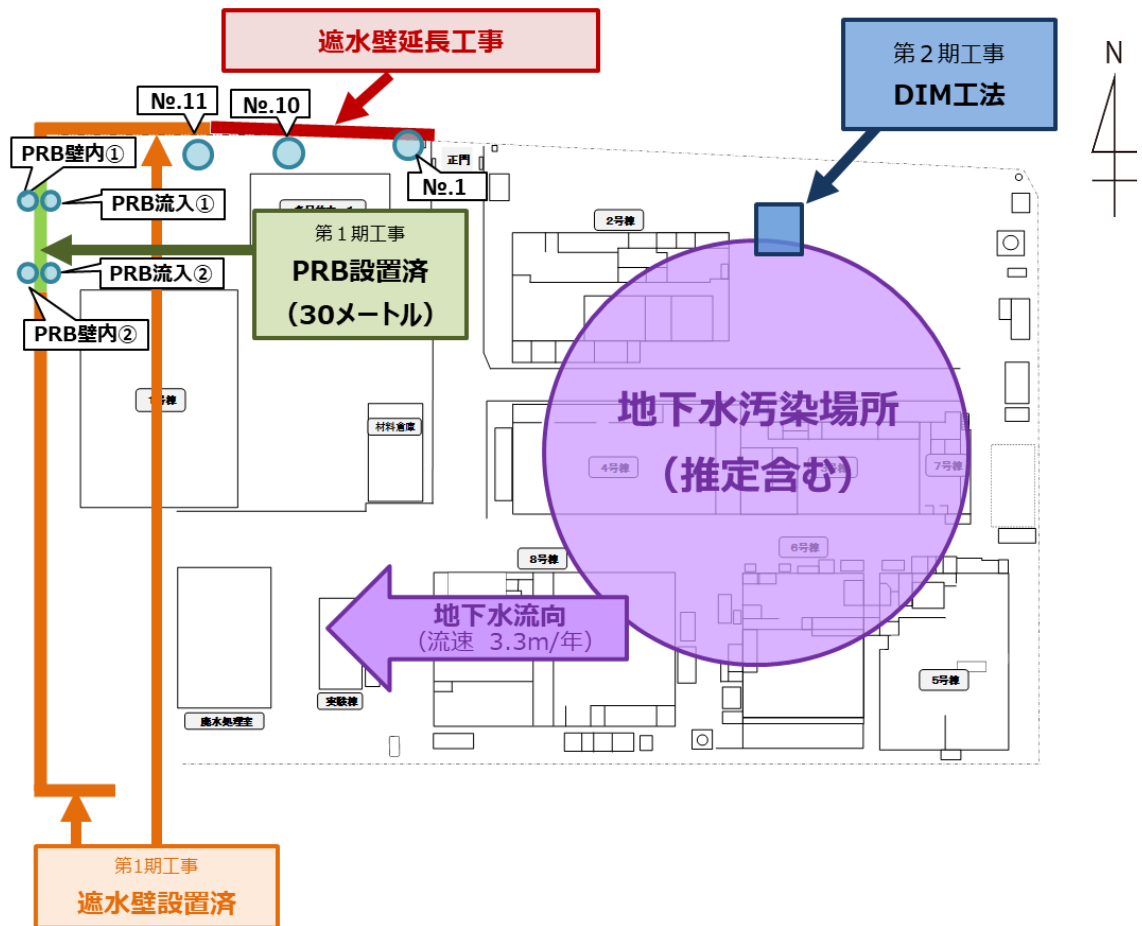 遮水壁延長工事
第２期工事
DIM工法
N
№.11
№.10
№.1
正門
PRB壁内①
PRB流入①
PRB流入②
PRB壁内②
第１期工事
PRB設置済
（30メートル）
2号棟
1号棟
材料倉庫
地下水汚染場所
（推定含む）
4号棟
3号棟
7号棟
6号棟
8号棟
5号棟
地下水流向
（流速 3.3m/年）
実験棟
廃水処理室
第1期工事
遮水壁設置済